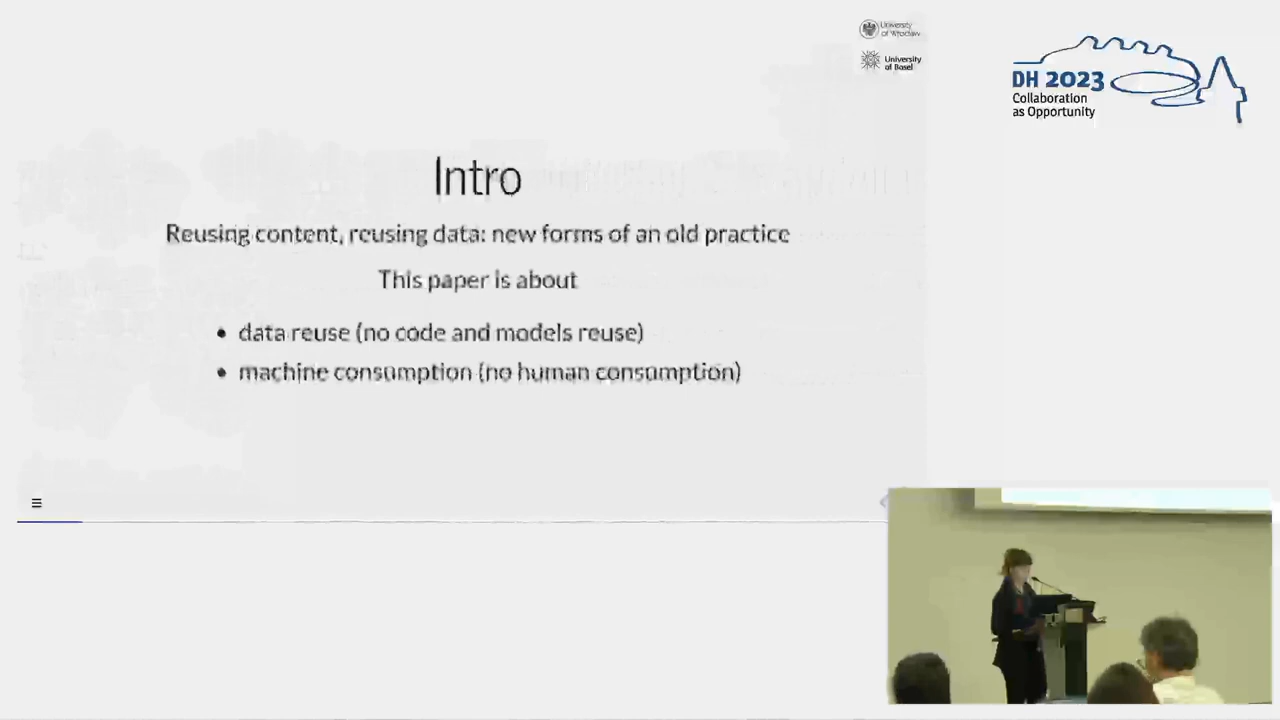 University
of Wrocław
University
of Basel
DH 2023
Collaboration
as Opportunity
Intro
Reusing content, reusing data: new forms of an old practice
This paper is about
• data reuse (no code and models reuse)
• machine consumption (no human consumption)